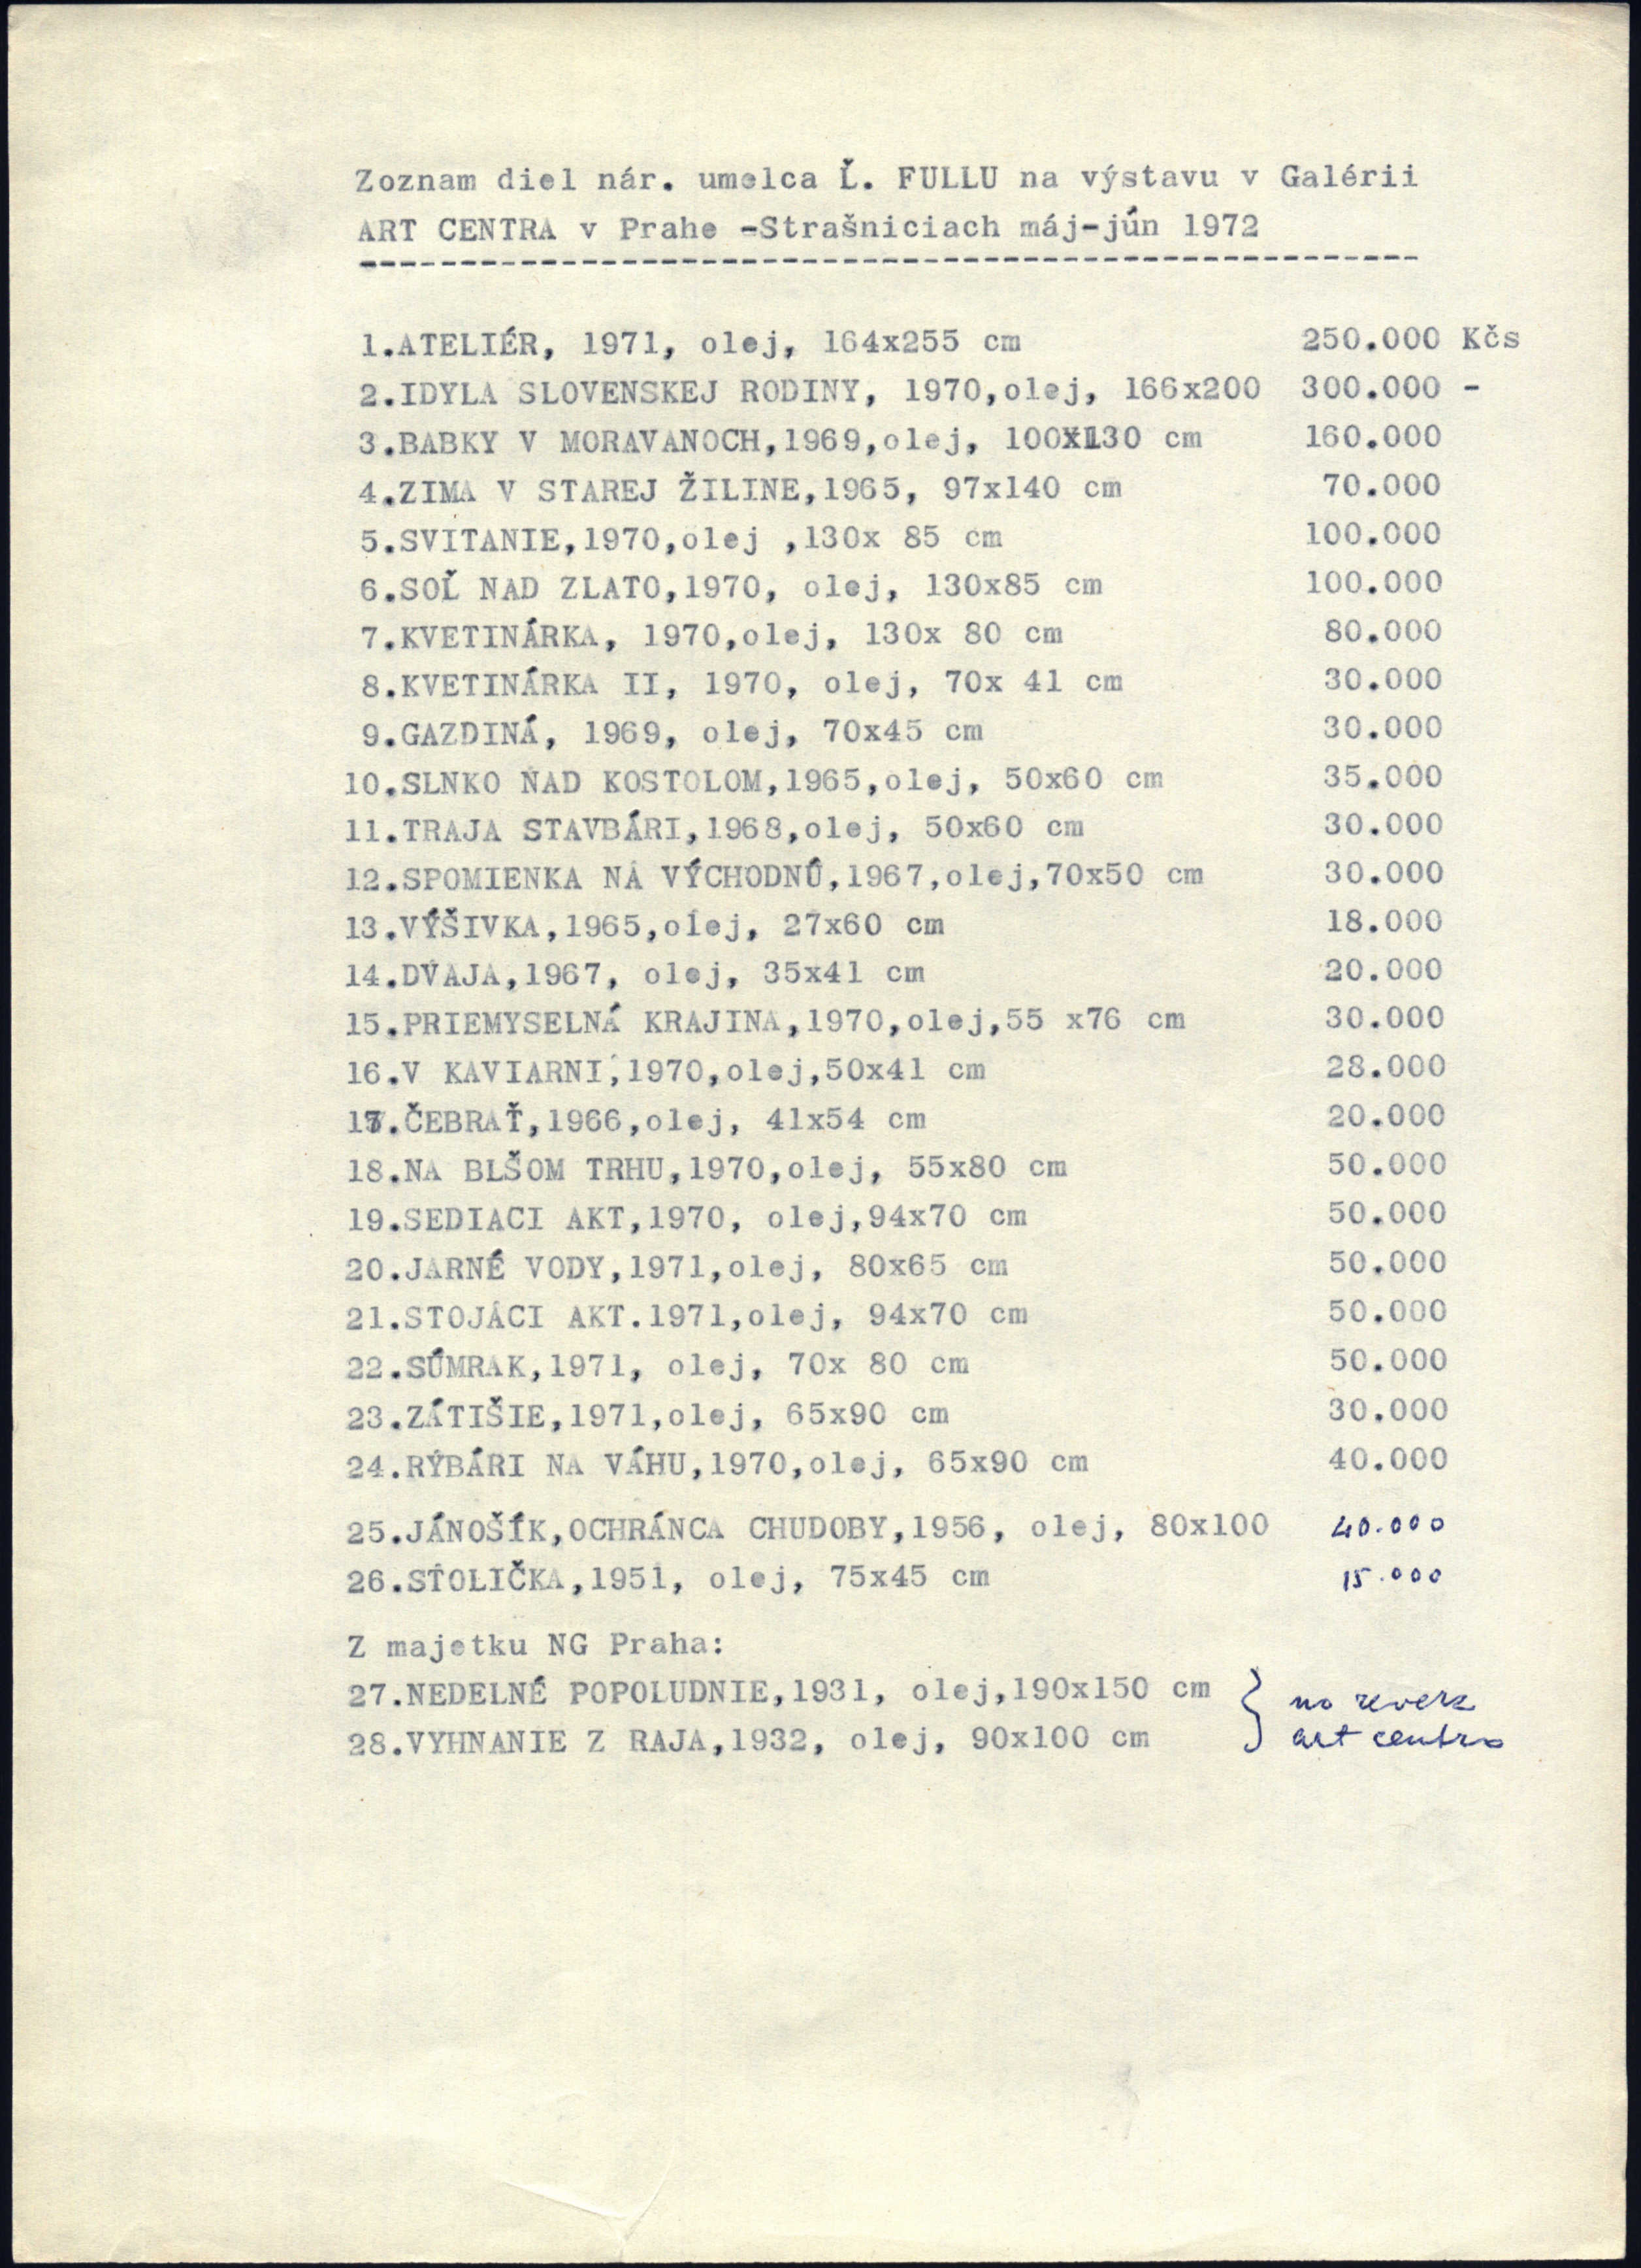 Zoznam diel nár. umelca Ľ. FULLU na výstavu v Galérii
ART CENTRA v Prahe -Strašniciach máj-jún 1972
-----------------------------------------------------
1.ATELIÉR, 1971, olej, 164x255 cm 250.000 Kčs
2.IDYLA SLOVENSKEJ RODINY, 1970,olej, 166x200 300.000 -
3.BABKY V MORAVANOCH,1969,olej, 100x130 cm 160.000
4.ZIMA V STAREJ ŽILINE,1965, 97x140 cm 70.000
5.SVITANIE,1970,olej ,130x 85 cm 100.000
6.SOĽ NAD ZLATO,1970, olej, 130x85 cm 100.000
7.KVETINÁRKA, 1970,olej, 130x 80 cm 80.000
8.KVETINÁRKA II, 1970, olej, 70x 41 cm 30.000
9.GAZDINÁ, 1969, olej, 70x45 cm 30.000
10.SLNKO NAD KOSTOLOM,1965,olej, 50x60 cm 35.000
11.TRAJA STAVBÁRI,1968,olej, 50x60 cm 30.000
12.SPOMIENKA NA VÝCHODNÚ,1967,olej,70x50 cm 30.000
13.VÝŠIVKA,1965,olej, 27x60 cm 18.000
14.DVAJA,1967, olej, 35x41 cm 20.000
15.PRIEMYSELNÁ KRAJINA,1970,olej,55 x76 cm 30.000
16.V KAVIARNI,1970,olej,50x41 cm 28.000
17.ČEBRAŤ,1966,olej, 41x54 cm 20.000
18.NA BLŠOM TRHU,1970,olej, 55x80 cm 50.000
19.SEDIACI AKT,1970, olej,94x70 cm 50.000
20.JARNÉ VODY,1971,olej, 80x65 cm 50.000
21.STOJÁCI AKT.1971,olej, 94x70 cm 50.000
22.SÚMRAK,1971, olej, 70x 80 cm 50.000
23.ZÁTIŠIE,1971,olej, 65x90 cm 30.000
24.RÝBÁRI NA VÁHU,1970,olej, 65x90 cm 40.000
25.JÁNOŠÍK,OCHRÁNCA CHUDOBY,1956, olej, 80x100 40.000
26.STOLIČKA,1951, olej, 75x45 cm 15.000
Z majetku NG Praha:
27.NEDELNÉ POPOLUDNIE,1931, olej,190x150 cm } na reverz
28.VYHNANIE Z RAJA,1932, olej, 90x100 cm art centra